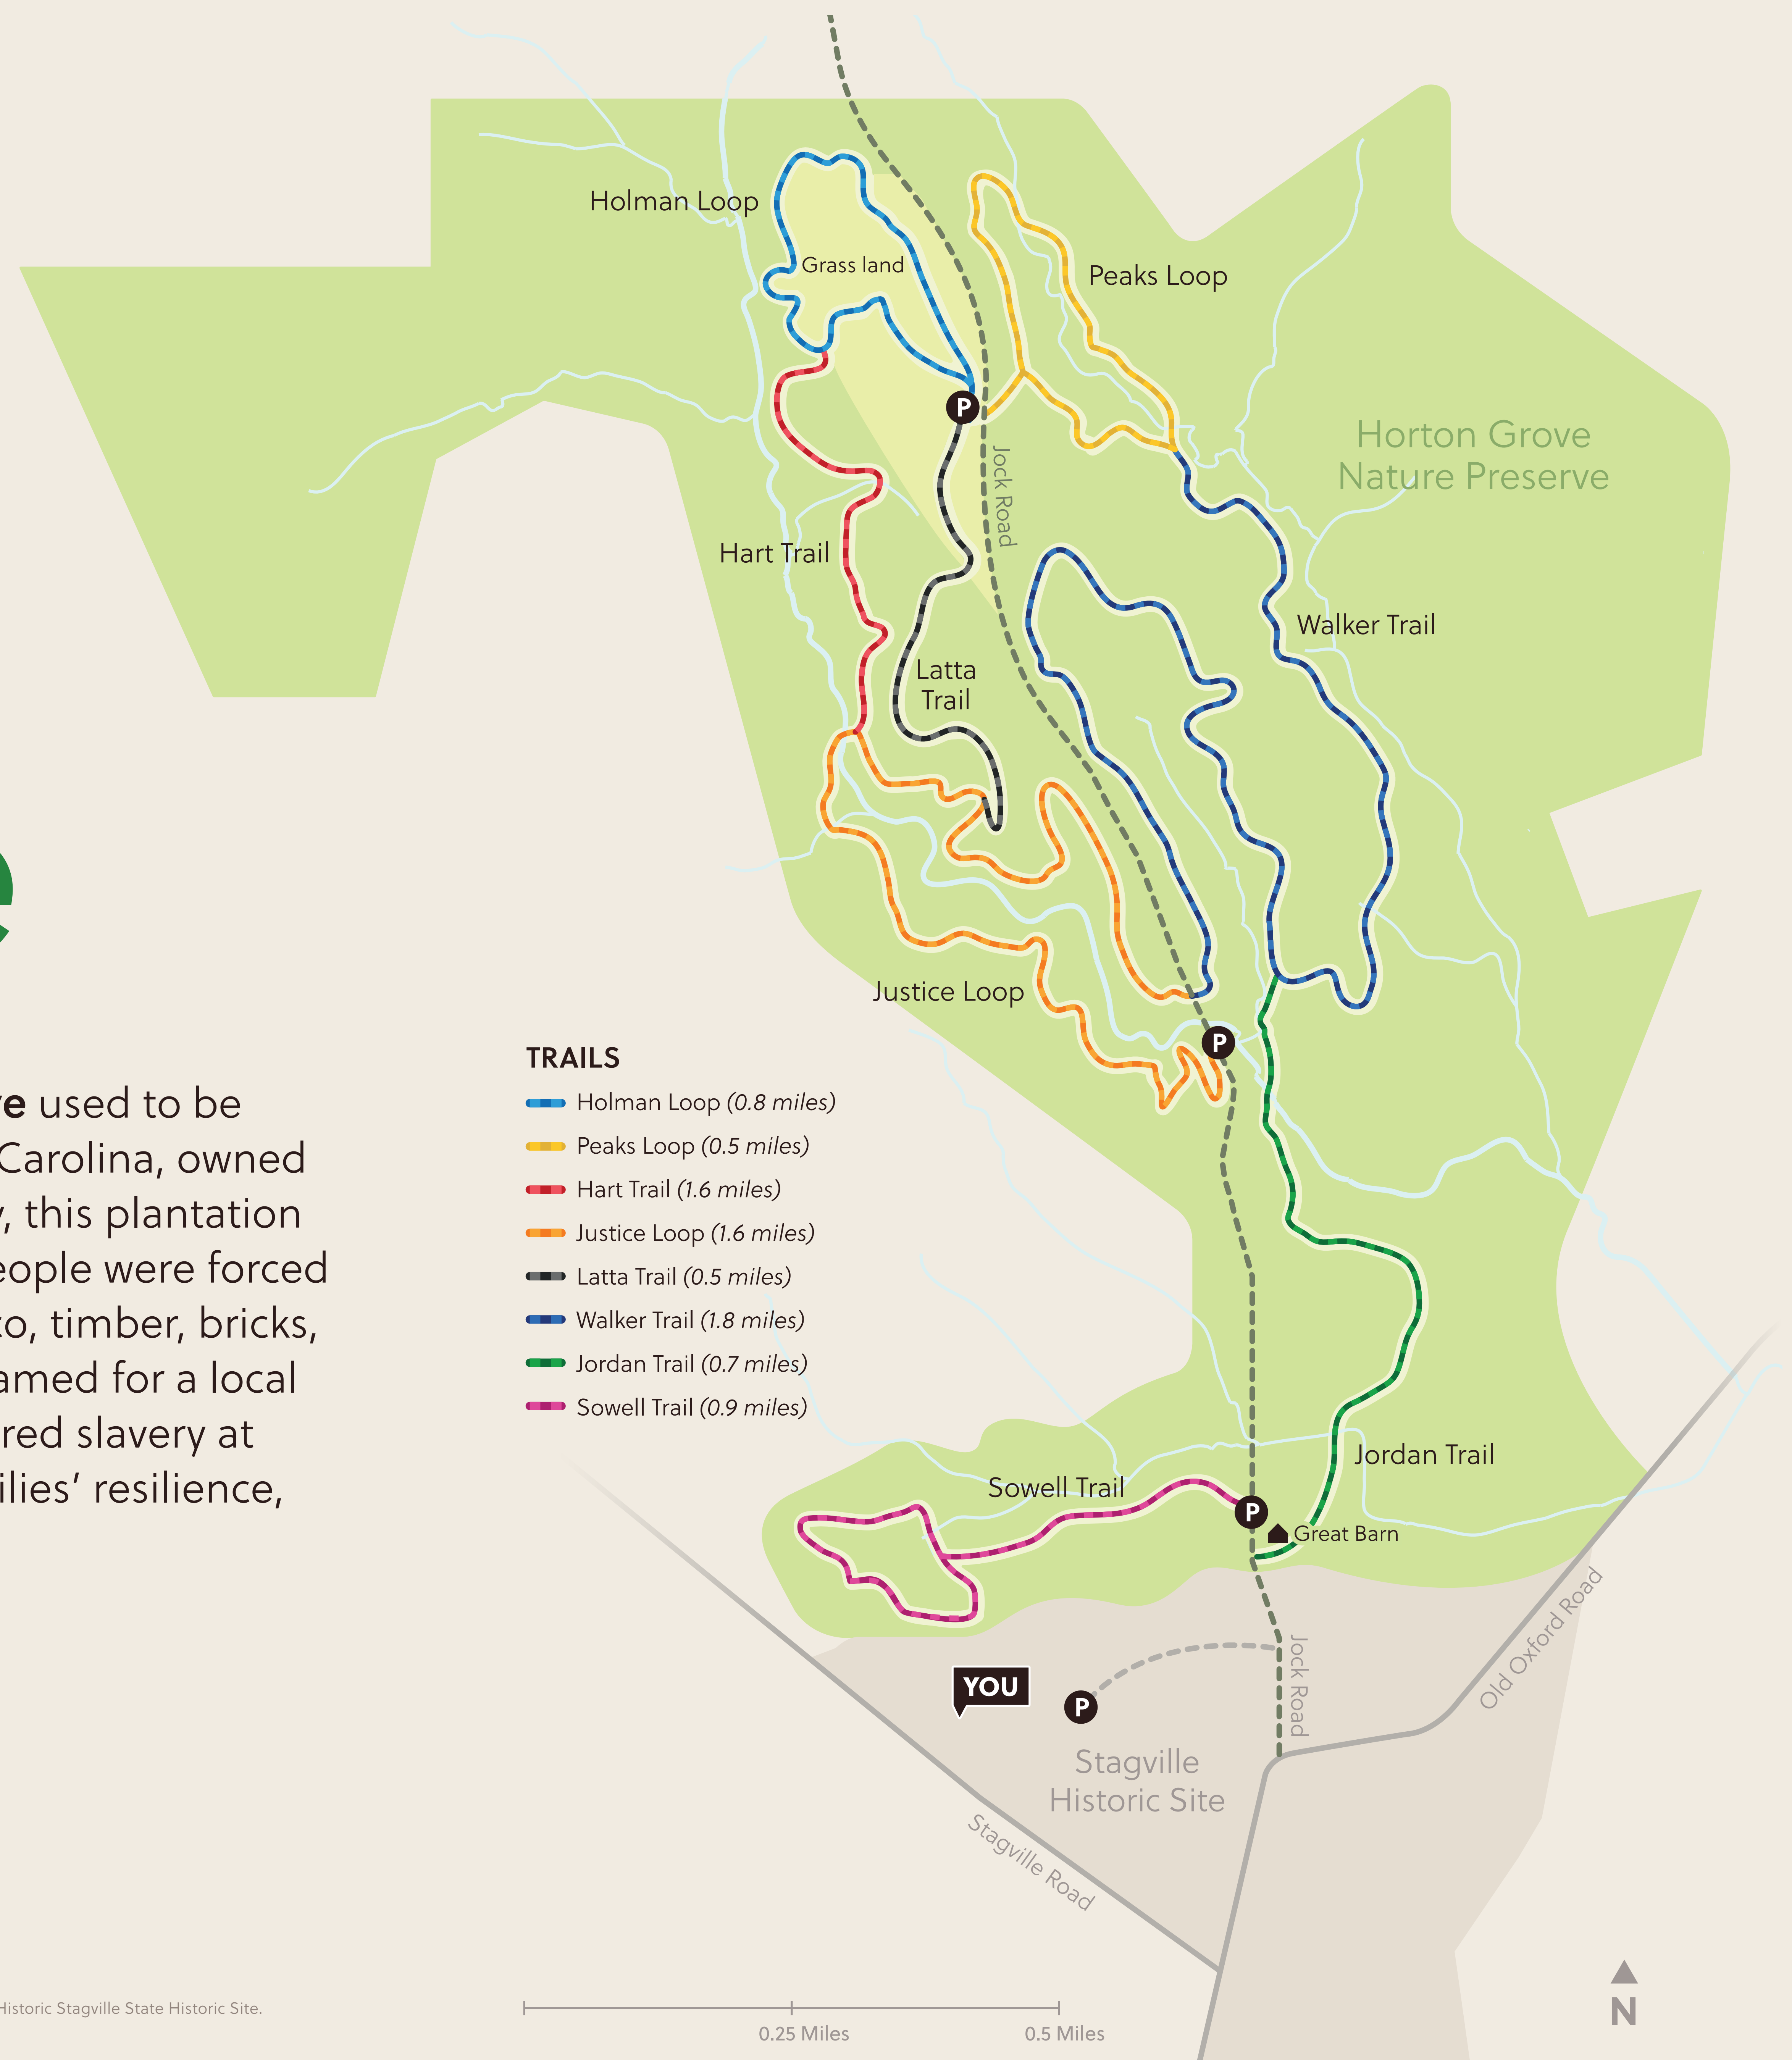 Holman Loop
Grass land
Peaks Loop
P
Jock Road
Horton Grove
Nature Preserve
Hart Trail
Walker Trail
Latta
Trail
Justice Loop
P
TRAILS
Holman Loop (0.8 miles)
Peaks Loop (0.5 miles)
Hart Trail (1.6 miles)
Justice Loop (1.6 miles)
Latta Trail (0.5 miles)
Walker Trail (1.8 miles)
Jordan Trail (0.7 miles)
Sowell Trail (0.9 miles)
used to be
Carolina, owned
this plantation
were forced
timber, bricks,
for a local
slavery at
resilience,
Jordan Trail
Sowell Trail
P
Great Barn
Old Oxford Road
Jock Road
YOU
P
Stagville
Historic Site
Stagville Road
Historic Stagville State Historic Site.
0.25 Miles
0.5 Miles
N